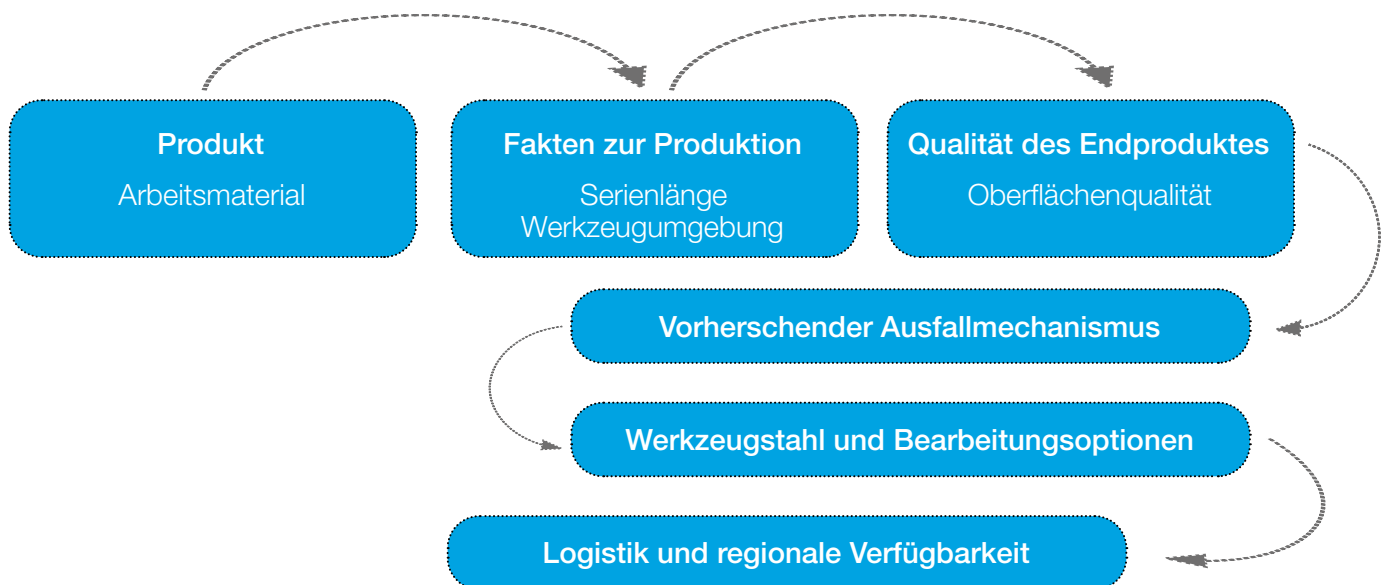 Produkt
Arbeitsmaterial
Fakten zur Produktion
Serienlänge
Werkzeugumgebung
Qualität des Endproduktes
Oberflächenqualität
Vorherschender Ausfallmechanismus
Werkzeugstahl und Bearbeitungsoptionen
Logistik und regionale Verfügbarkeit